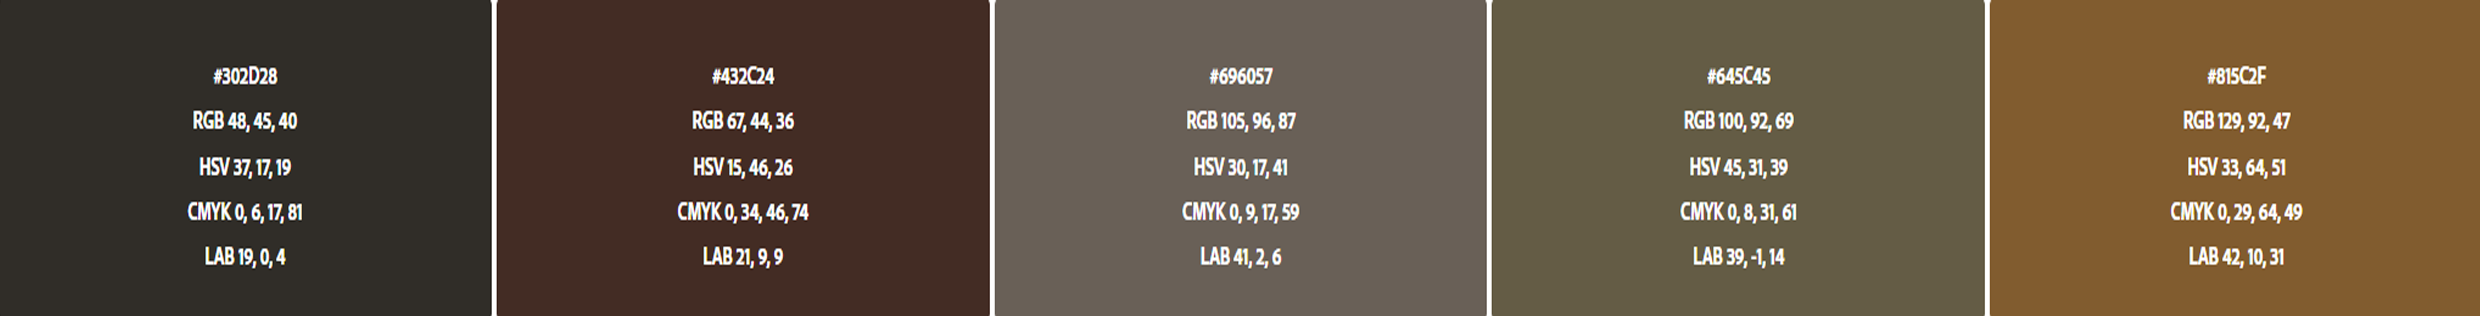 #302D28
RGB 48, 45, 40
HSV 37, 17, 19
CMYK 0, 6, 17, 81
LAB 19, 0, 4
#432C24
RGB 67, 44, 36
HSV 15, 46, 26
CMYK 0, 34, 46, 74
LAB 21, 9, 9
#696057
RGB 105, 96, 87
HSV 30, 17, 41
CMYK 0, 9, 17, 59
LAB 41, 2, 6
#645C45
RGB 100, 92, 69
HSV 45, 31, 39
CMYK 0, 8, 31, 61
LAB 39, -1, 14
#815C2F
RGB 129, 92, 47
HSV 33, 64, 51
CMYK 0, 29, 64, 49
LAB 42, 10, 31